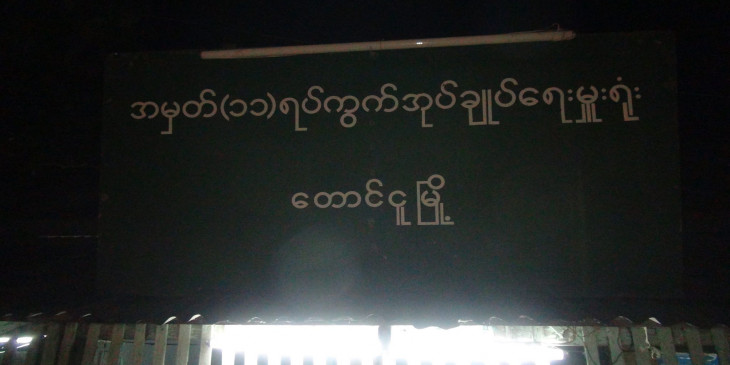 အမှတ်(၁၁)ရပ်ကွက်အုပ်ချုပ်ရေးမှူးရုံး
တောင်ငူမြို့